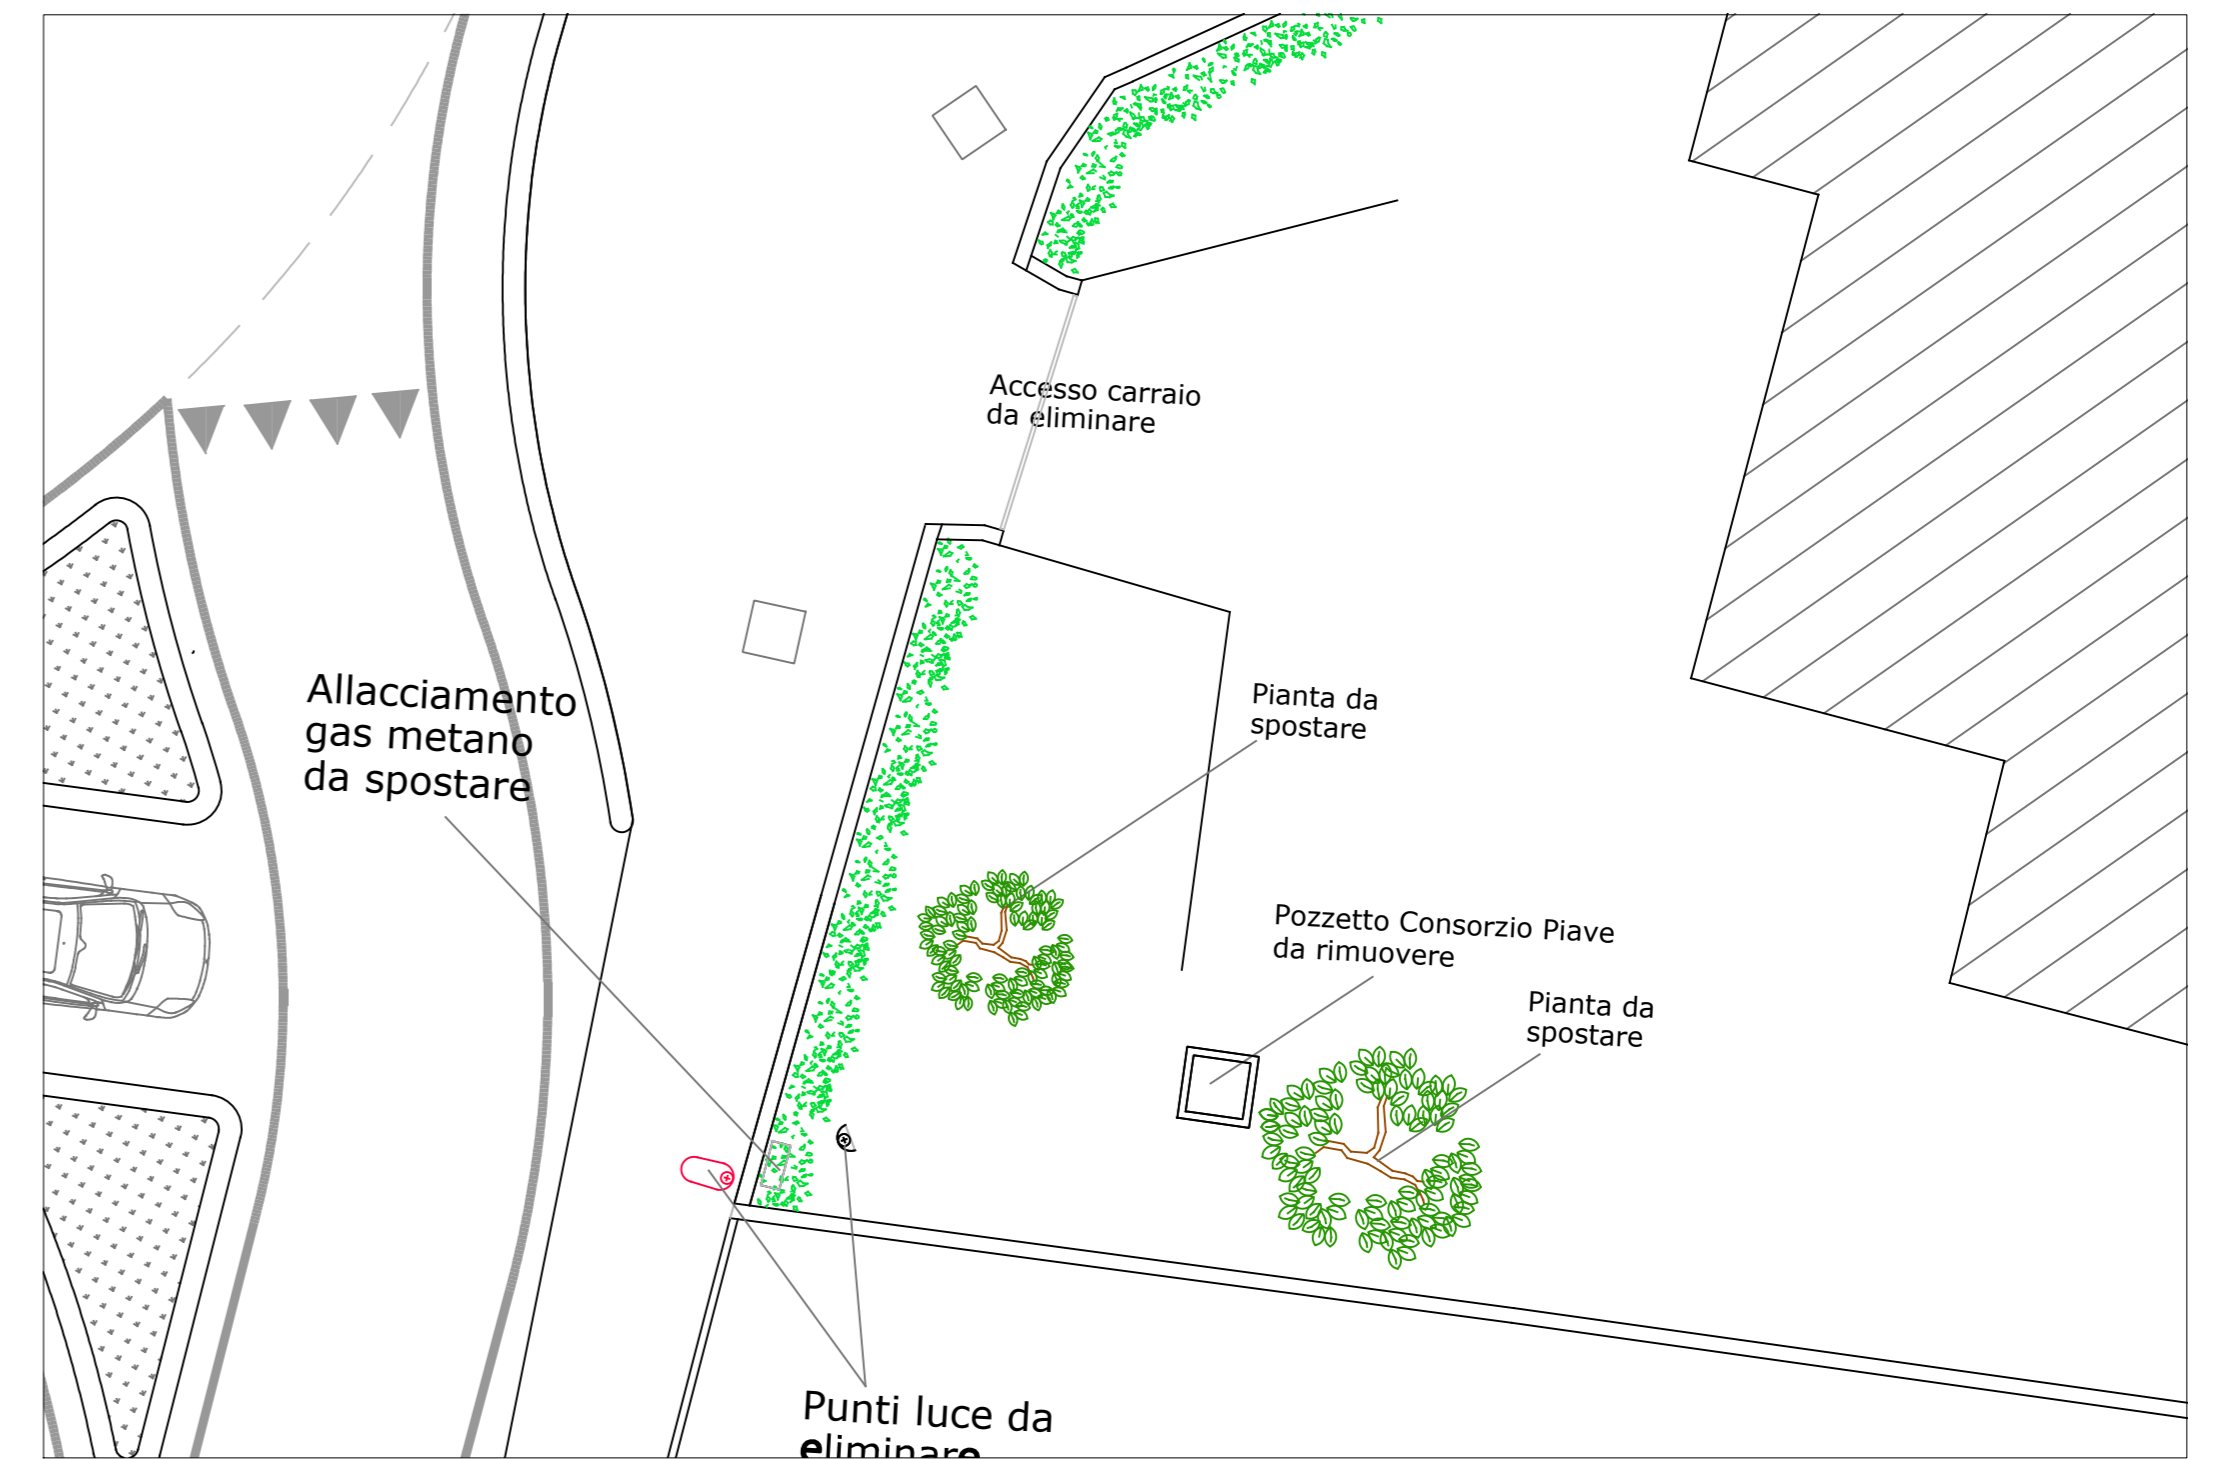 Accesso carraio
da eliminare
Allacciamento
gas metano
da spostare
Pianta da
spostare
Pozzetto Consorzio Piave
da rimuovere
Pianta da
spostare
Punti luce da
eliminare